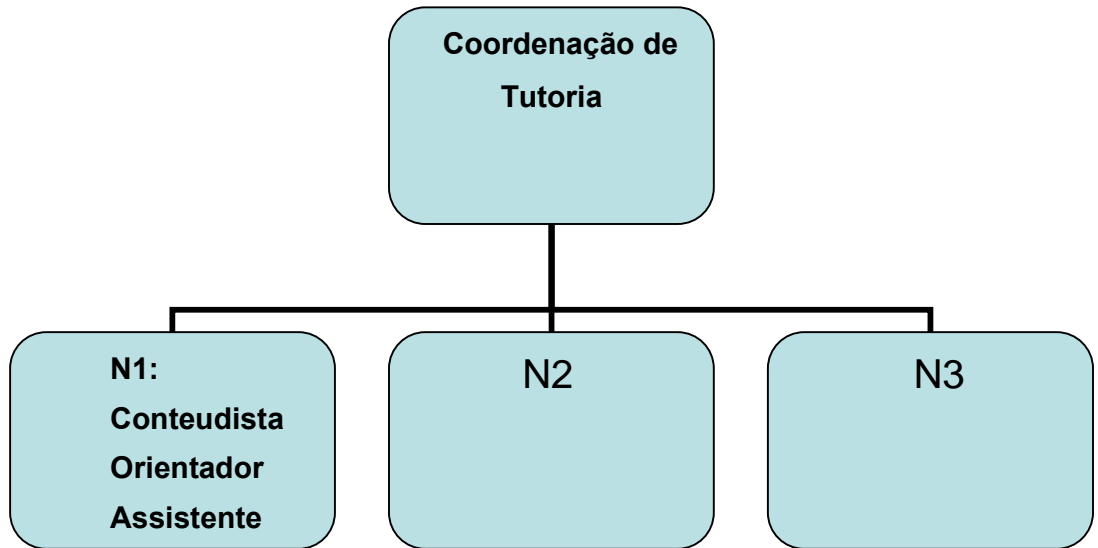 Coordenação de
Tutoria
N1:
Conteudista
Orientador
Assistente
N2
N3